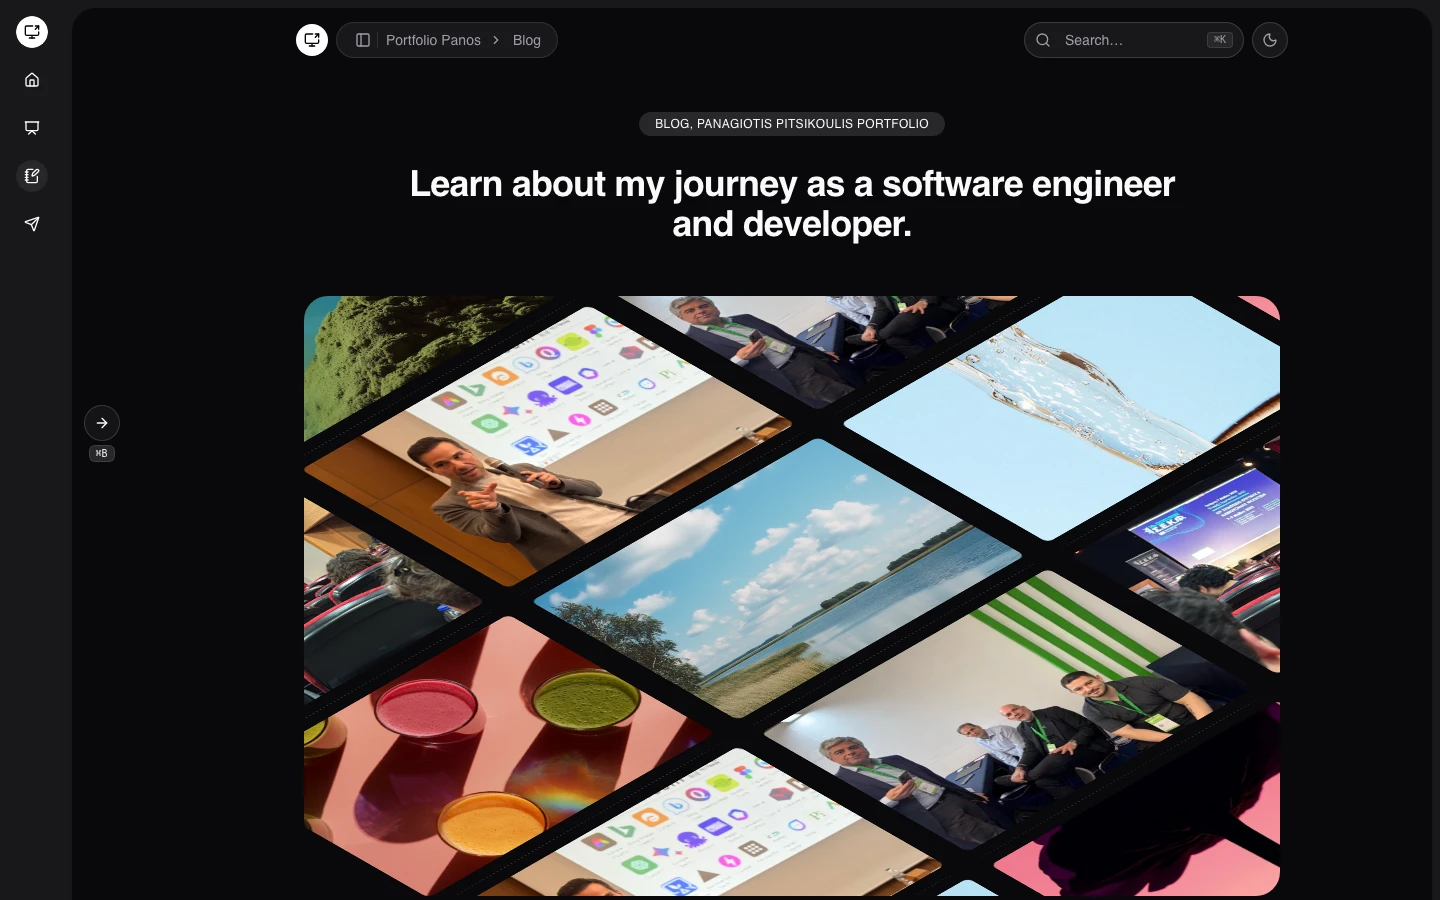 Portfolio Panos
Blog
Search...
⌘K
BLOG, PANAGIOTIS PITSIKOULIS PORTFOLIO
Learn about my journey as a software engineer
and developer.
⌘B